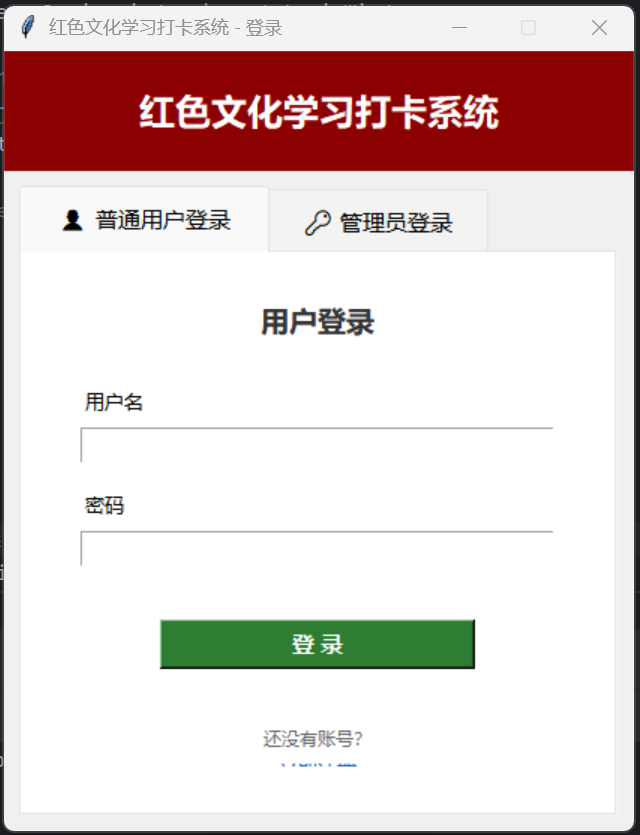 红色文化学习打卡系统 - 登录
红色文化学习打卡系统
普通用户登录
管理员登录
用户登录
用户名
密码
登 录
还没有账号?